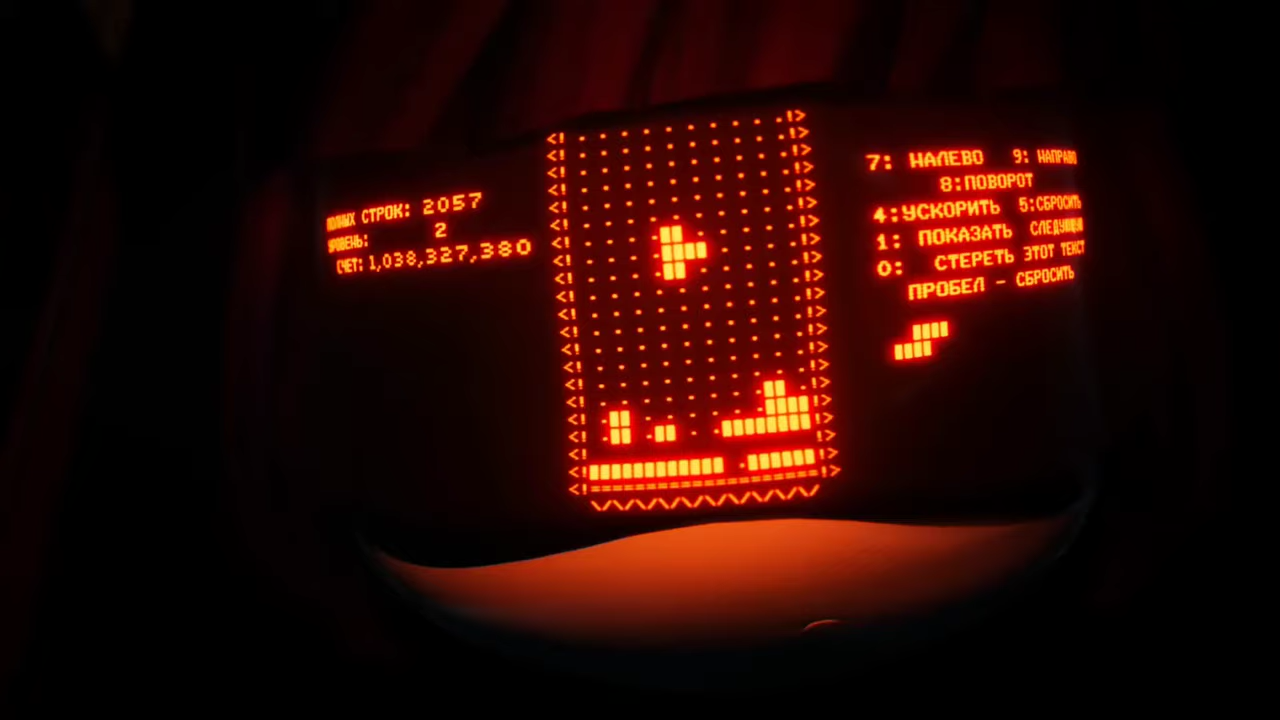 ПОЛНЫХ СТРОК: 2057
УРОВЕНЬ: 2
СЧЕТ: 1,038,327,380
7: НАЛЕВО 9: НАПРАВО
8:ПОВОРОТ
4:УСКОРИТЬ 5:СБРОСИТЬ
1: ПОКАЗАТЬ СЛЕДУЮЩУЮ
0: СТЕРЕТЬ ЭТОТ ТЕКСТ
ПРОБЕЛ - СБРОСИТЬ